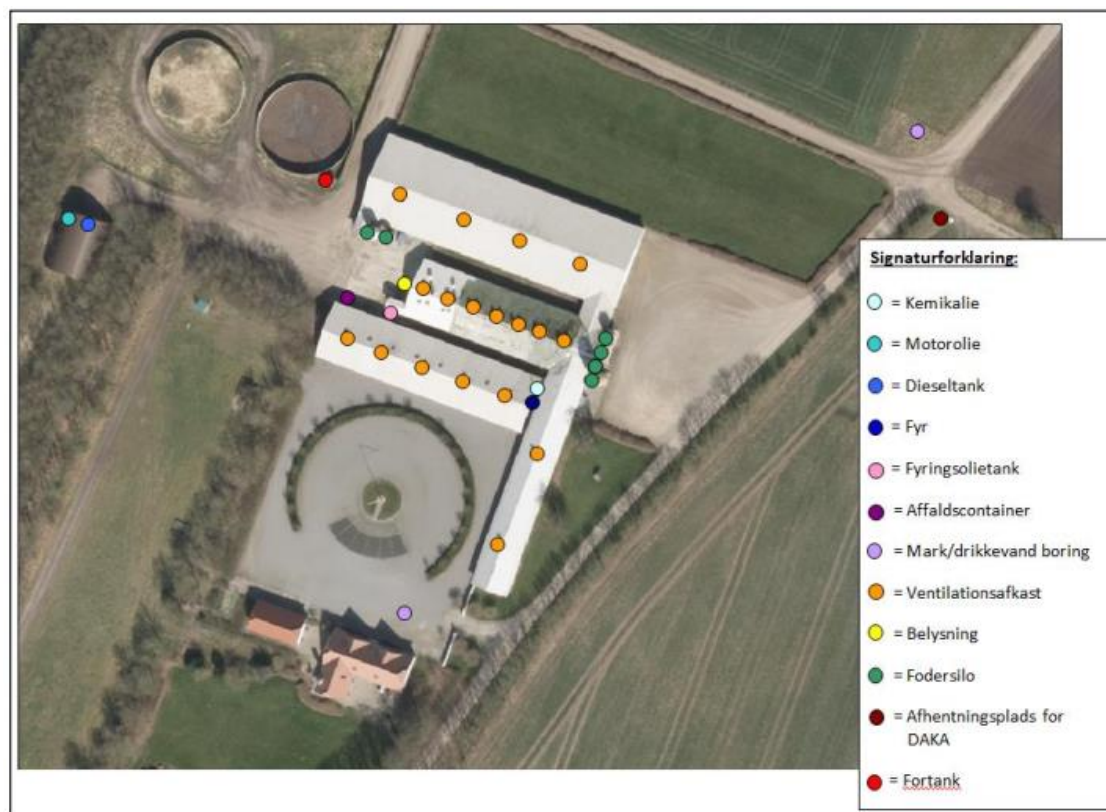 Signaturforklaring:
= Kemikalie
= Motorolie
= Dieseltank
= Fyr
= Fyringsolietank
= Affaldscontainer
= Mark/drikkevand boring
= Ventilationsafkast
= Belysning
= Fodersilo
= Afhentningsplads for
DAKA
= Fortank